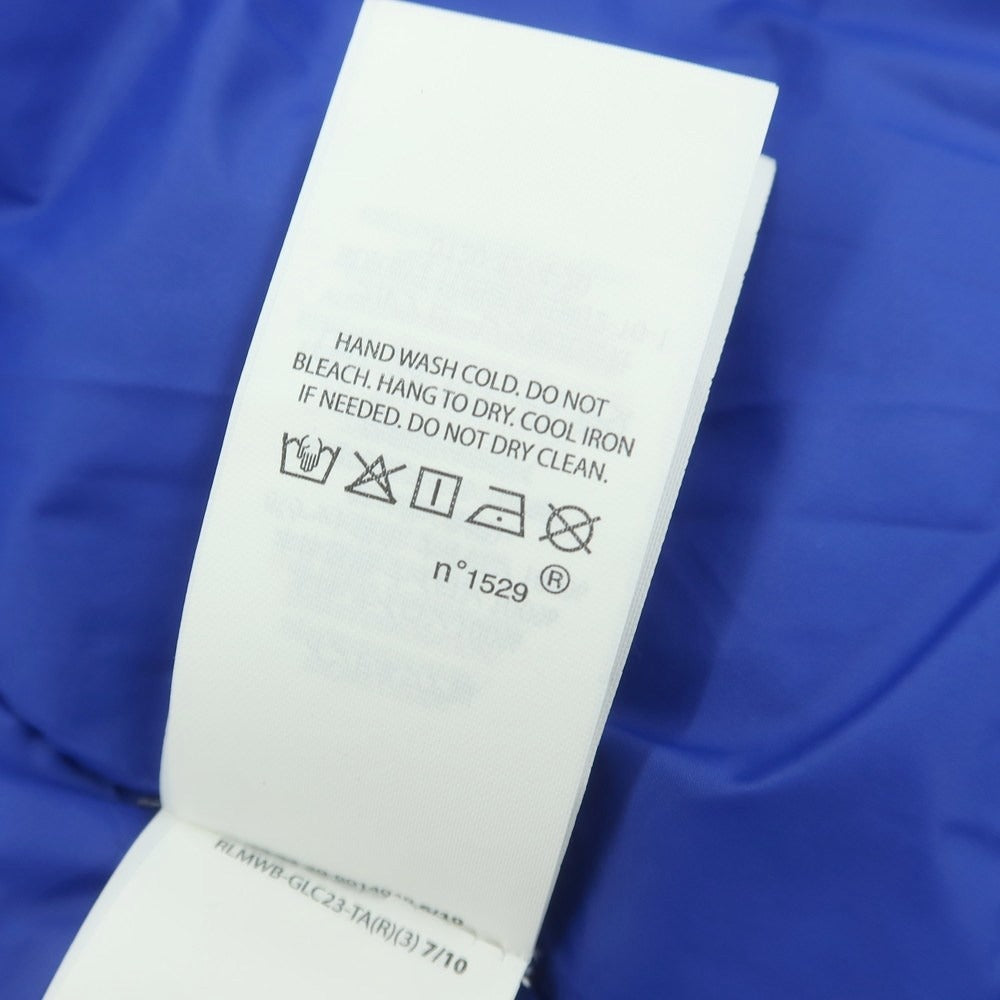 HAND WASH COLD. DO NOT
BLEACH. HANG TO DRY. COOL IRON
IF NEEDED. DO NOT DRY CLEAN.
n°1529 ®
RLMWB-GLC23-TA(R)(3) 7/10